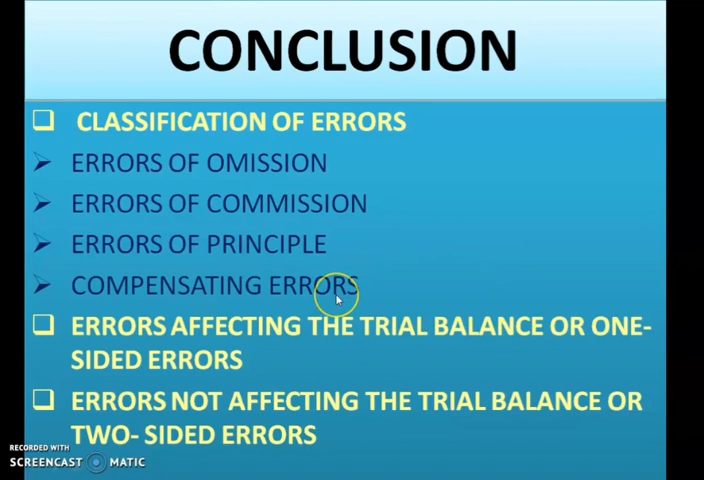 CONCLUSION
CLASSIFICATION OF ERRORS
ERRORS OF OMISSION
ERRORS OF COMMISSION
ERRORS OF PRINCIPLE
COMPENSATING ERRORS
ERRORS AFFECTING THE TRIAL BALANCE OR ONE-
SIDED ERRORS
ERRORS NOT AFFECTING THE TRIAL BALANCE OR
TWO- SIDED ERRORS
RECORDED WITH
SCREENCAST MATIC